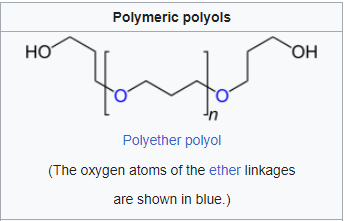 Polymeric polyols
HO
OH
O
O
n
Polyether polyol
(The oxygen atoms of the ether linkages
are shown in blue.)